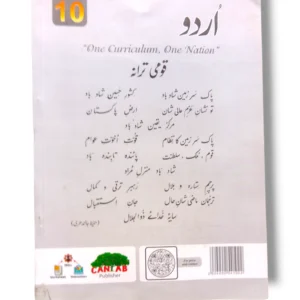 10
اُردو
"One Curriculum, One Nation"
قومی ترانہ
پاک سرزمین شاد باد کشور حسین شاد باد
تو نشانِ عزمِ عالی شان ارضِ پاکستان
مرکزِ یقین شاد باد
پاک سرزمین کا نظام قوتِ اخوتِ عوام
قوم، ملک، سلطنت پائندہ تابندہ باد
شاد باد منزلِ مراد
پرچمِ ستارہ و ہلال رہبرِ ترقی و کمال
ترجمانِ ماضی شانِ حال جانِ استقبال
سایۂ خدائے ذوالجلال
CANTAB
Publisher